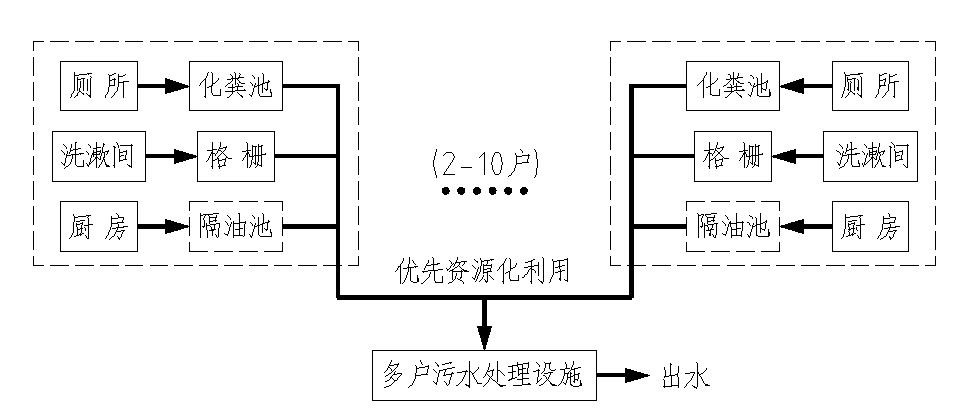 厕所 化粪池 化粪池 厕所
洗漱间 格栅 (2-10户) 格栅 洗漱间
厨房 隔油池 隔油池 厨房
优先资源化利用
多户污水处理设施 出水